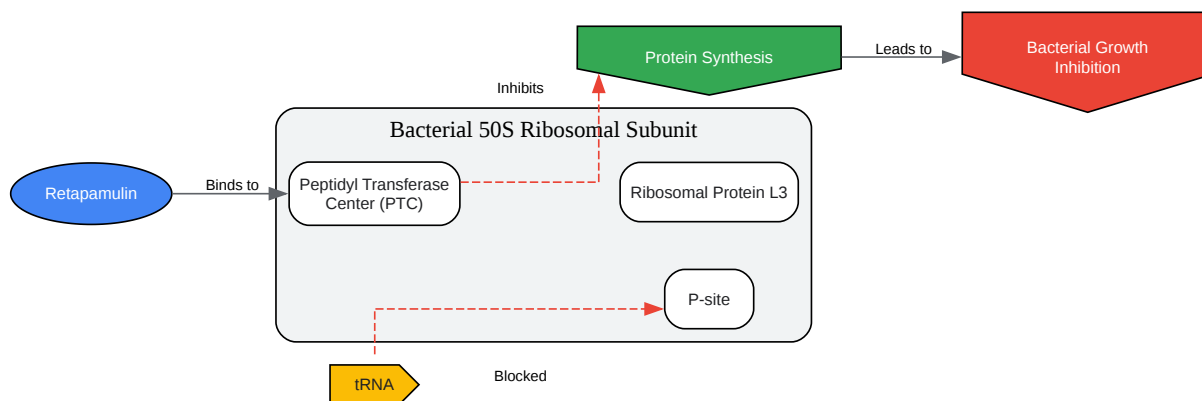 Protein Synthesis
Leads to
Bacterial Growth
Inhibition
Inhibits
Bacterial 50S Ribosomal Subunit
Retapamulin
Binds to
Peptidyl Transferase
Center (PTC)
Ribosomal Protein L3
P-site
tRNA
Blocked